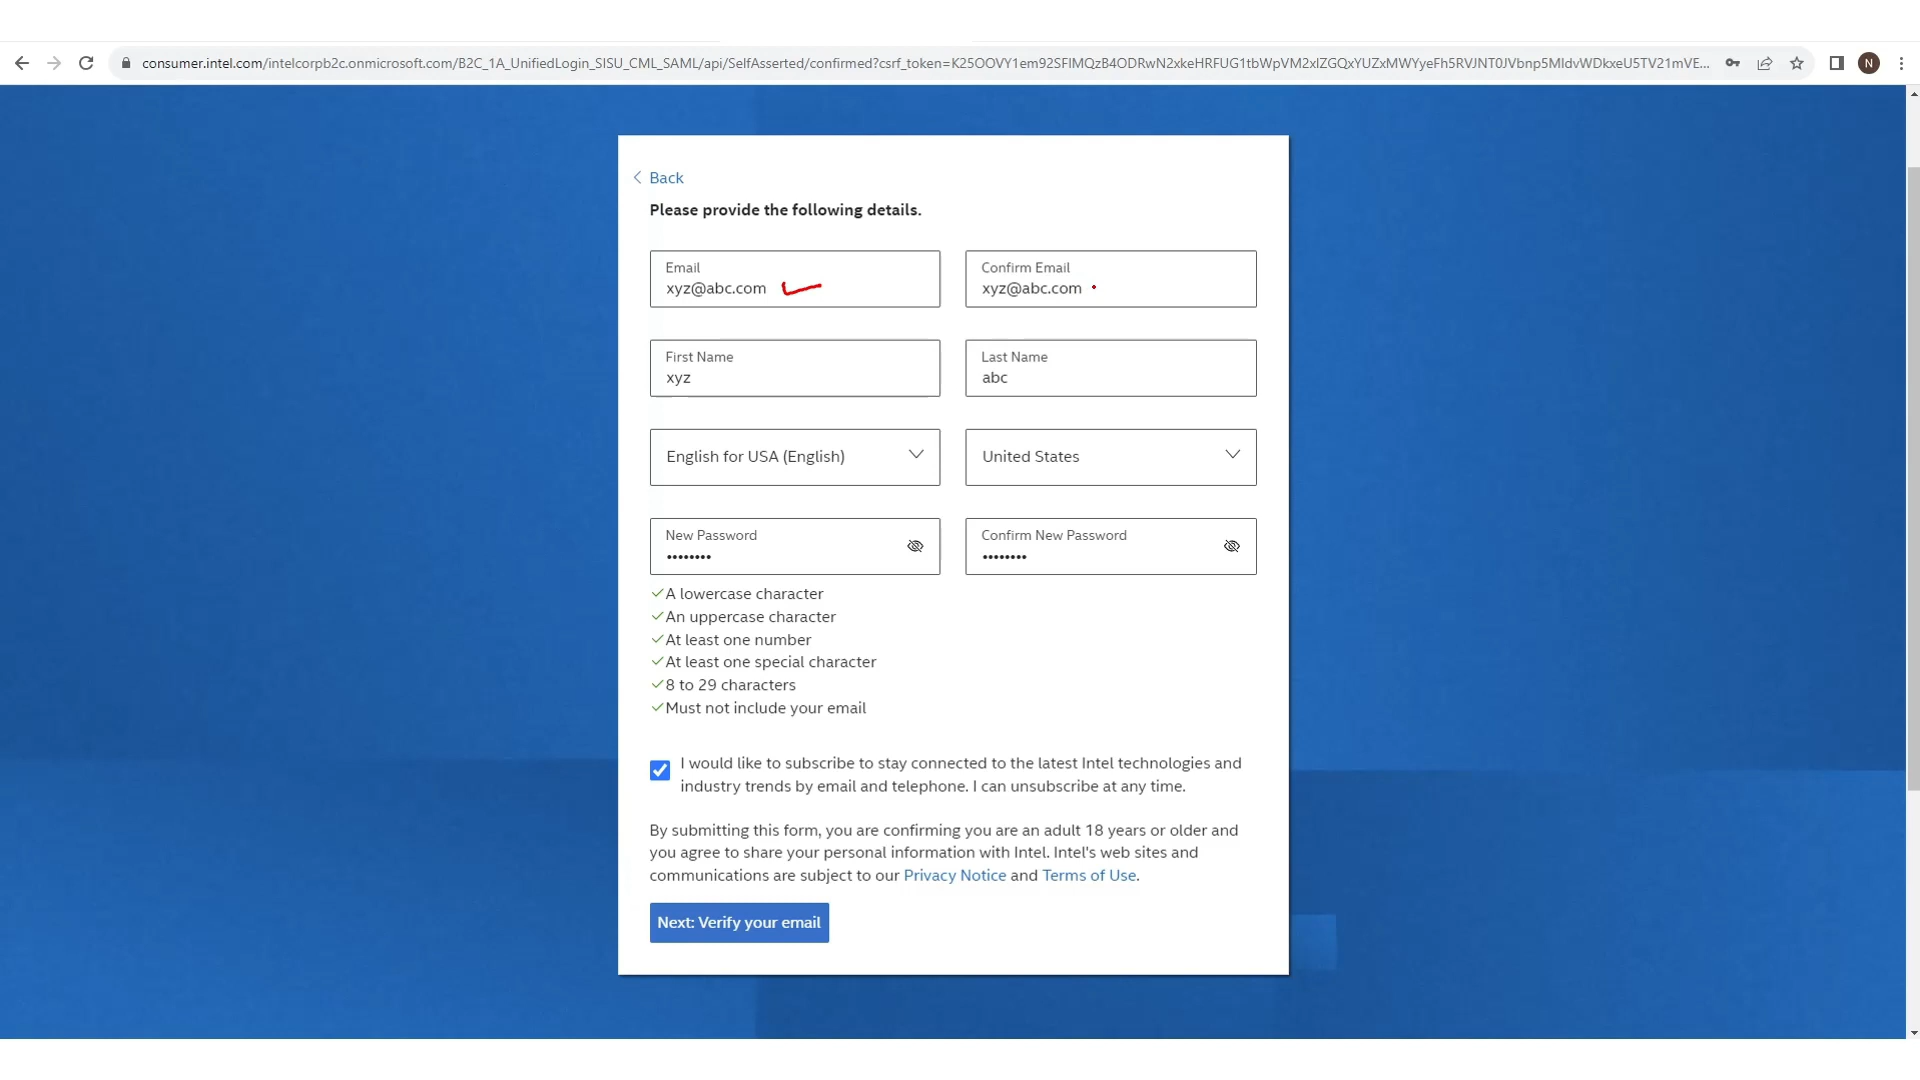 consumer.intel.com/intelcorpb2c.onmicrosoft.com/B2C_1A_UnifiedLogin_SISU_CML_SAML/api/SelfAsserted/confirmed?csrf_token=
N
Back
Please provide the following details.
Email
xyz@abc.com
Confirm Email
xyz@abc.com
First Name
xyz
Last Name
abc
English for USA (English)
United States
New Password
••••••••
Confirm New Password
••••••••
A lowercase character
An uppercase character
At least one number
At least one special character
8 to 29 characters
Must not include your email
I would like to subscribe to stay connected to the latest Intel technologies and
industry trends by email and telephone. I can unsubscribe at any time.
By submitting this form, you are confirming you are an adult 18 years or older and
you agree to share your personal information with Intel. Intel's web sites and
communications are subject to our Privacy Notice and Terms of Use.
Next: Verify your email